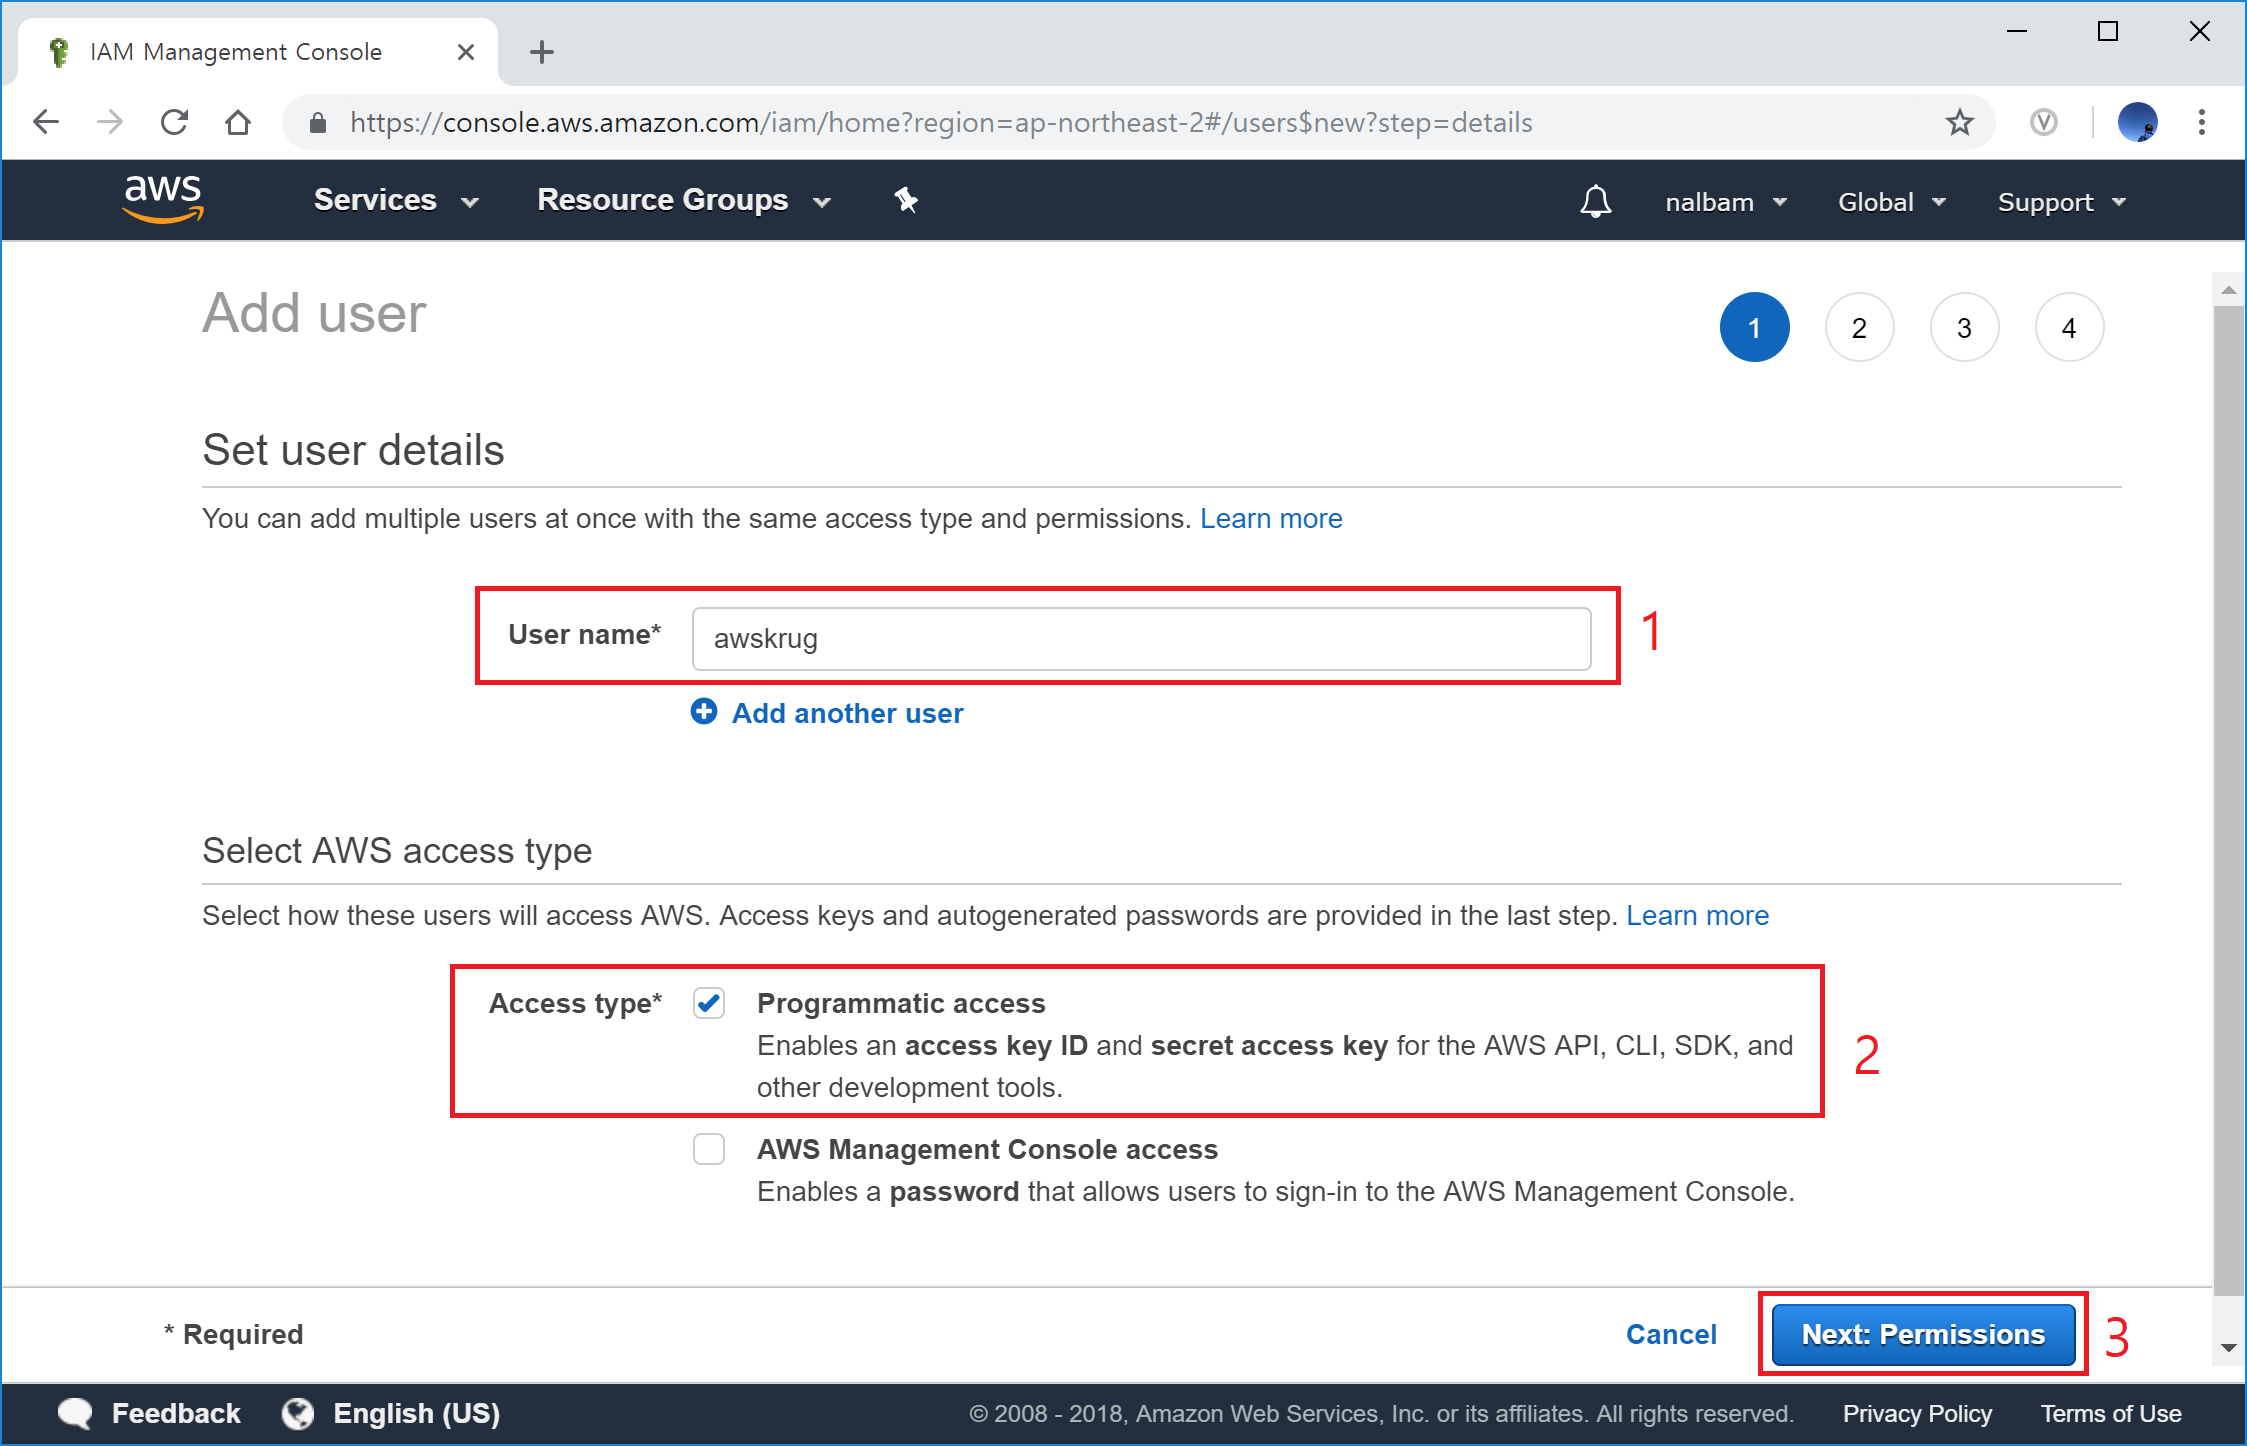 IAM Management Console
https://console.aws.amazon.com/iam/home?region=ap-northeast-2#/users$new?step=details
aws Services Resource Groups nalbam Global Support
Add user 1 2 3 4
Set user details
You can add multiple users at once with the same access type and permissions. Learn more
User name* awskrug 1
Add another user
Select AWS access type
Select how these users will access AWS. Access keys and autogenerated passwords are provided in the last step. Learn more
Access type* Programmatic access
Enables an access key ID and secret access key for the AWS API, CLI, SDK, and
other development tools.
2
AWS Management Console access
Enables a password that allows users to sign-in to the AWS Management Console.
* Required Cancel Next: Permissions 3
Feedback English (US) © 2008 - 2018, Amazon Web Services, Inc. or its affiliates. All rights reserved. Privacy Policy Terms of Use